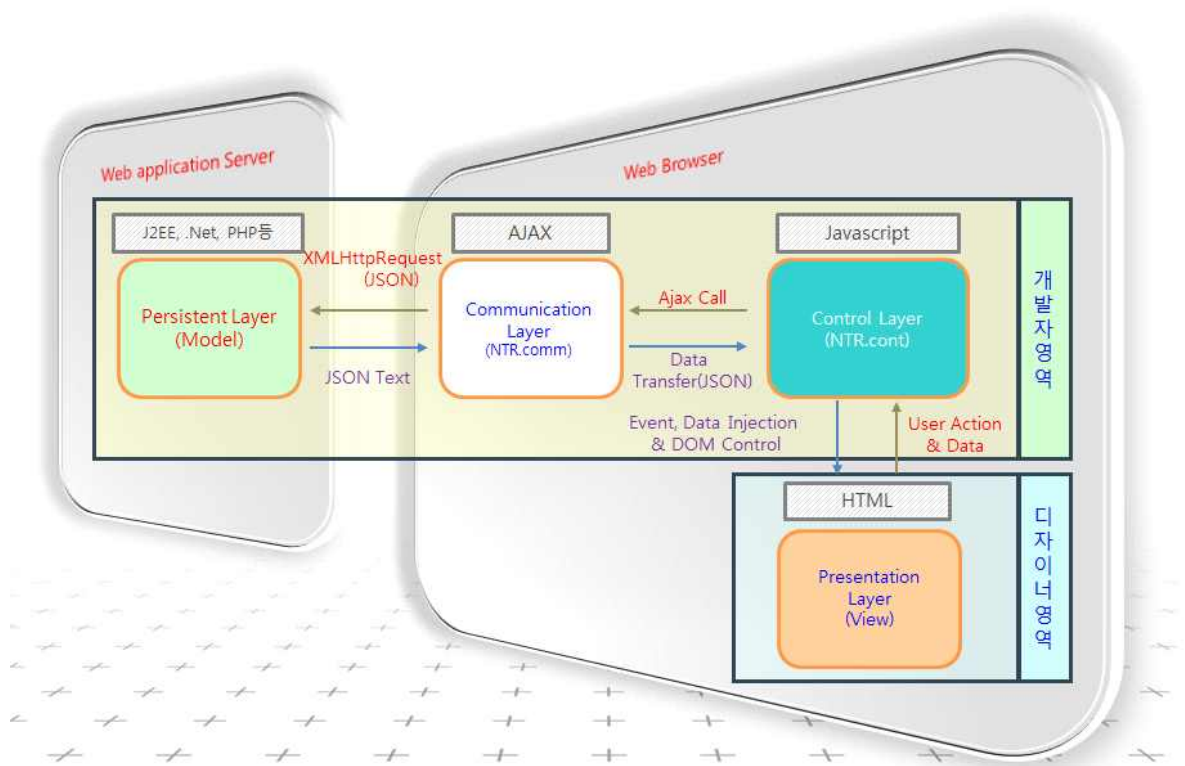 Web application Server
Web Browser
J2EE, .Net, PHP등
AJAX
Javascript
XMLHttpRequest
(JSON)
Persistent Layer
(Model)
JSON Text
Communication
Layer
(NTR.comm)
Ajax Call
Data
Transfer(JSON)
Control Layer
(NTR.cont)
Event, Data Injection
& DOM Control
User Action
& Data
개발자영역
HTML
Presentation
Layer
(View)
디자이너영역